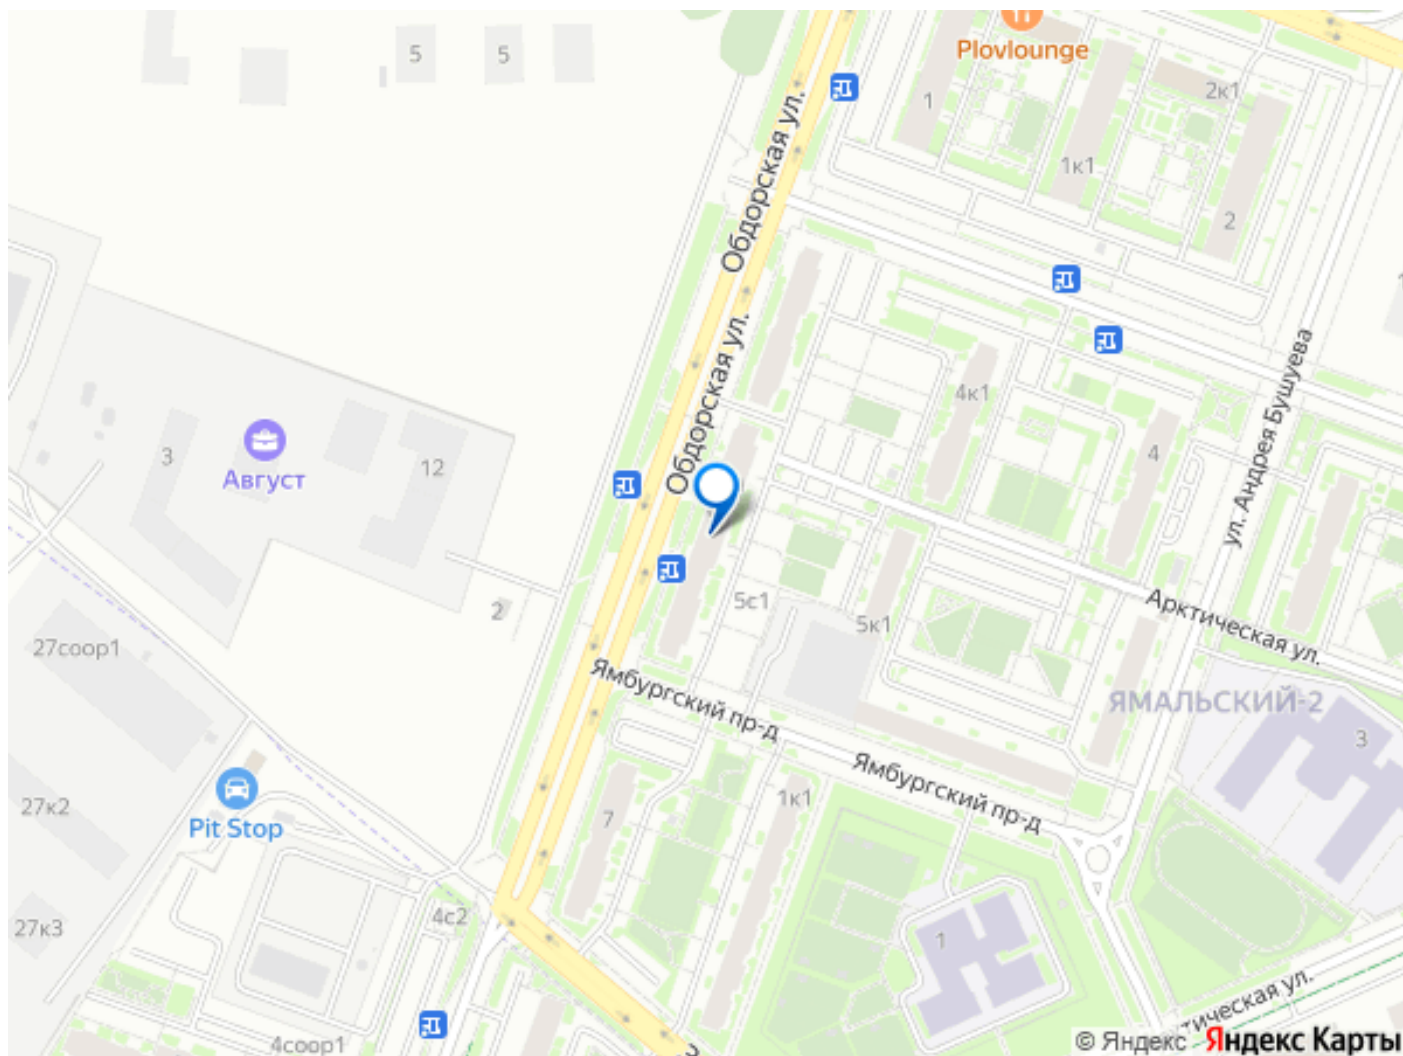 Plovlounge
5
5
2к1
1
1к1
2
Обдорская ул.
Обдорская ул.
ул. Андрея Бушуева
4к1
4
3
12
Август
2
5с1
5к1
Арктическая ул.
27соор1
Ямбургский пр-д
ЯМАЛЬСКИЙ-2
3
Ямбургский пр-д
27к2
Pit Stop
7
1к1
4с2
27к3
1
тическая ул.
4соор1
© Яндекс Яндекс Карты